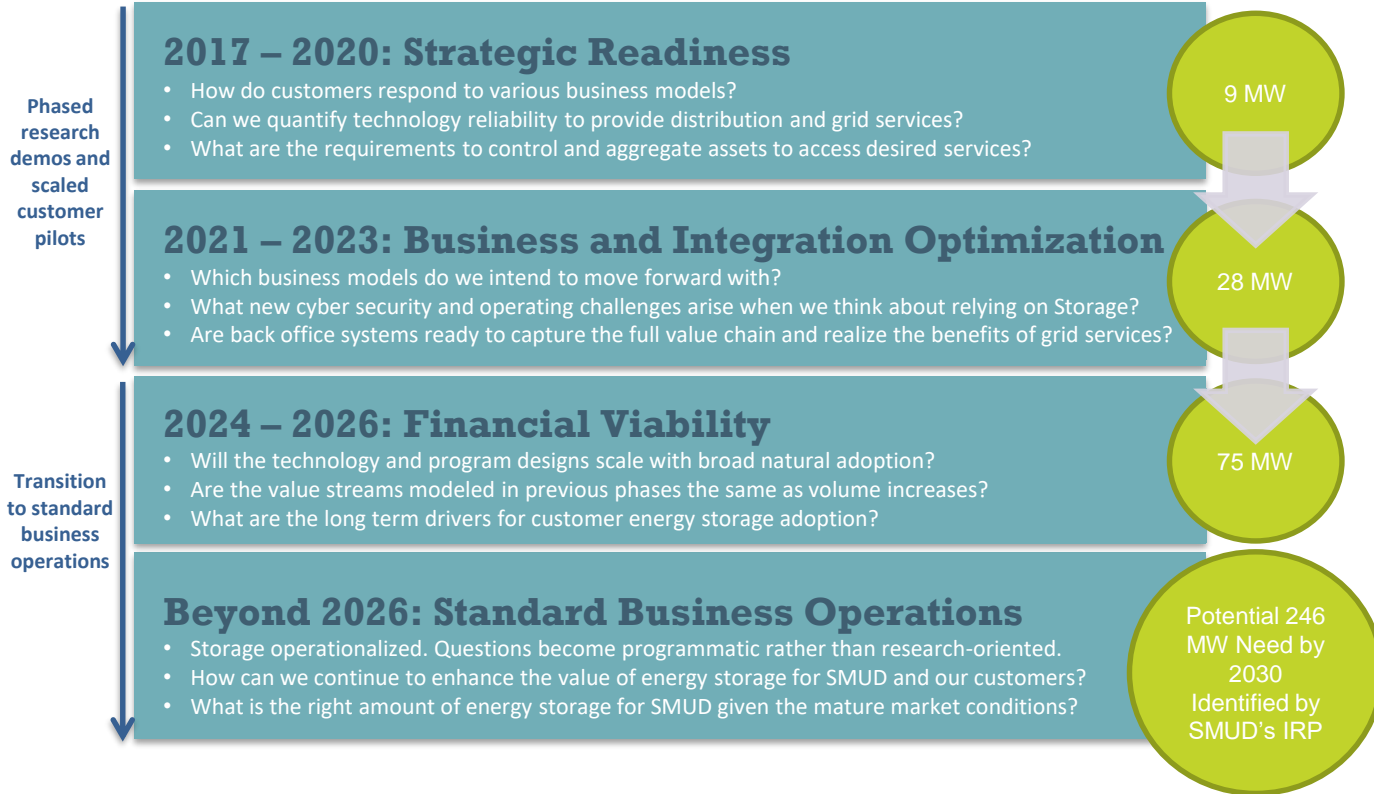 Phased
research
demos and
scaled
customer
pilots
2017 – 2020: Strategic Readiness
• How do customers respond to various business models?
• Can we quantify technology reliability to provide distribution and grid services?
• What are the requirements to control and aggregate assets to access desired services?
9 MW
2021 – 2023: Business and Integration Optimization
• Which business models do we intend to move forward with?
• What new cyber security and operating challenges arise when we think about relying on Storage?
• Are back office systems ready to capture the full value chain and realize the benefits of grid services?
28 MW
Transition
to standard
business
operations
2024 – 2026: Financial Viability
• Will the technology and program designs scale with broad natural adoption?
• Are the value streams modeled in previous phases the same as volume increases?
• What are the long term drivers for customer energy storage adoption?
75 MW
Beyond 2026: Standard Business Operations
• Storage operationalized. Questions become programmatic rather than research-oriented.
• How can we continue to enhance the value of energy storage for SMUD and our customers?
• What is the right amount of energy storage for SMUD given the mature market conditions?
Potential 246
MW Need by
2030
Identified by
SMUD's IRP